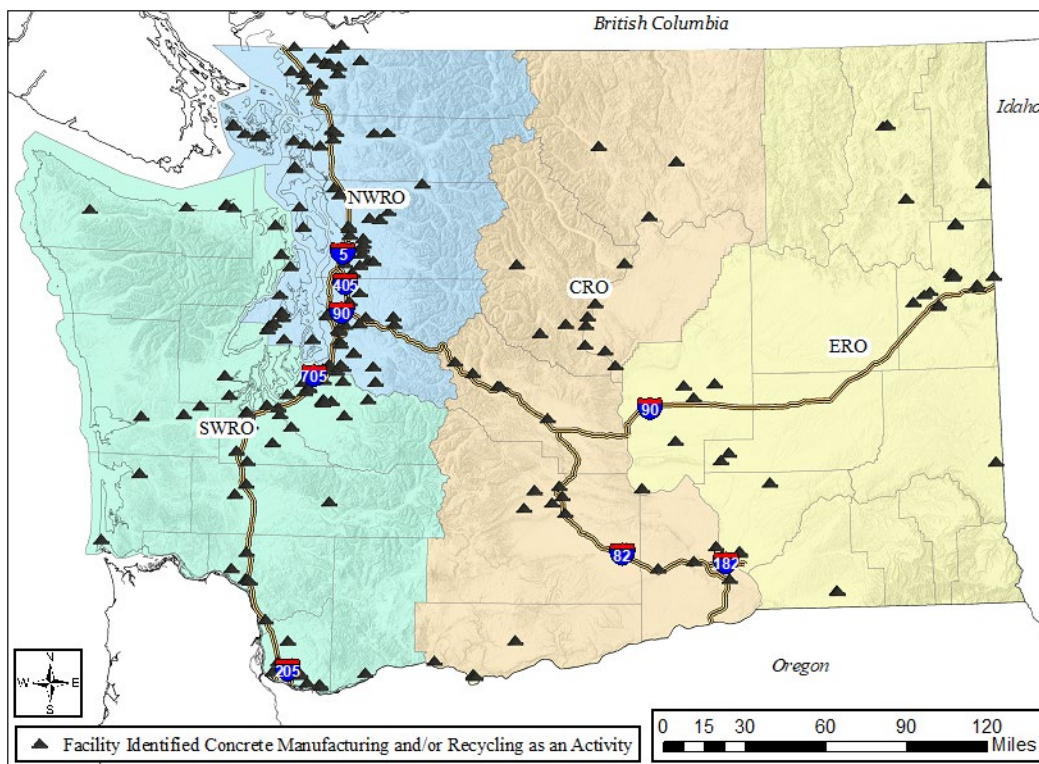 British Columbia
Idaho
NWRO
5
405
CRO
90
ERO
705
90
SWRO
82
182
Oregon
205
N
W E
S
Facility Identified Concrete Manufacturing and/or Recycling as an Activity
0 15 30 60 90 120
Miles